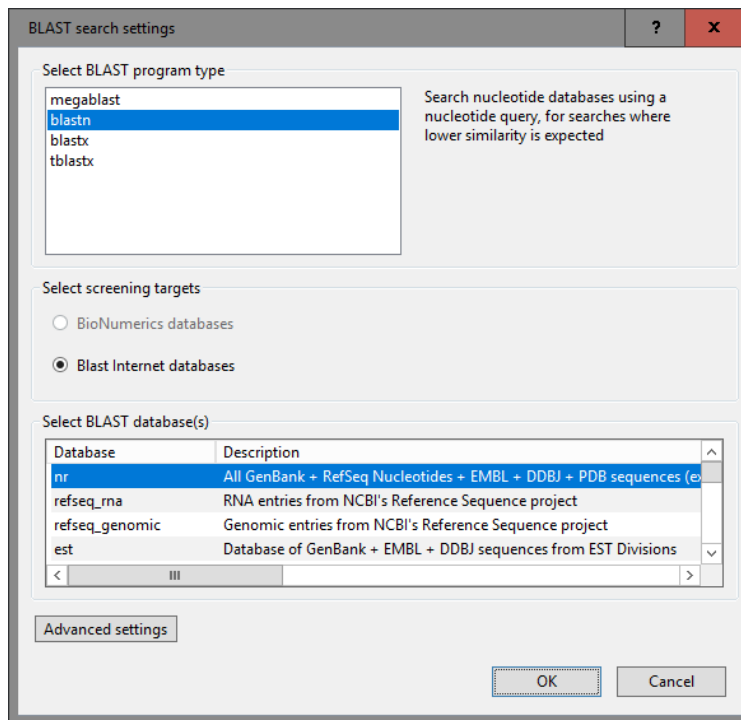 BLAST search settings
?
x
Select BLAST program type
megablast
blastn
blastx
tblastx
Search nucleotide databases using a
nucleotide query, for searches where
lower similarity is expected
Select screening targets
BioNumerics databases
Blast Internet databases
Select BLAST database(s)
Database Description
nr All GenBank + RefSeq Nucleotides + EMBL + DDBJ + PDB sequences (ex
refseq_rna RNA entries from NCBI's Reference Sequence project
refseq_genomic Genomic entries from NCBI's Reference Sequence project
est Database of GenBank + EMBL + DDBJ sequences from EST Divisions
Advanced settings
OK Cancel